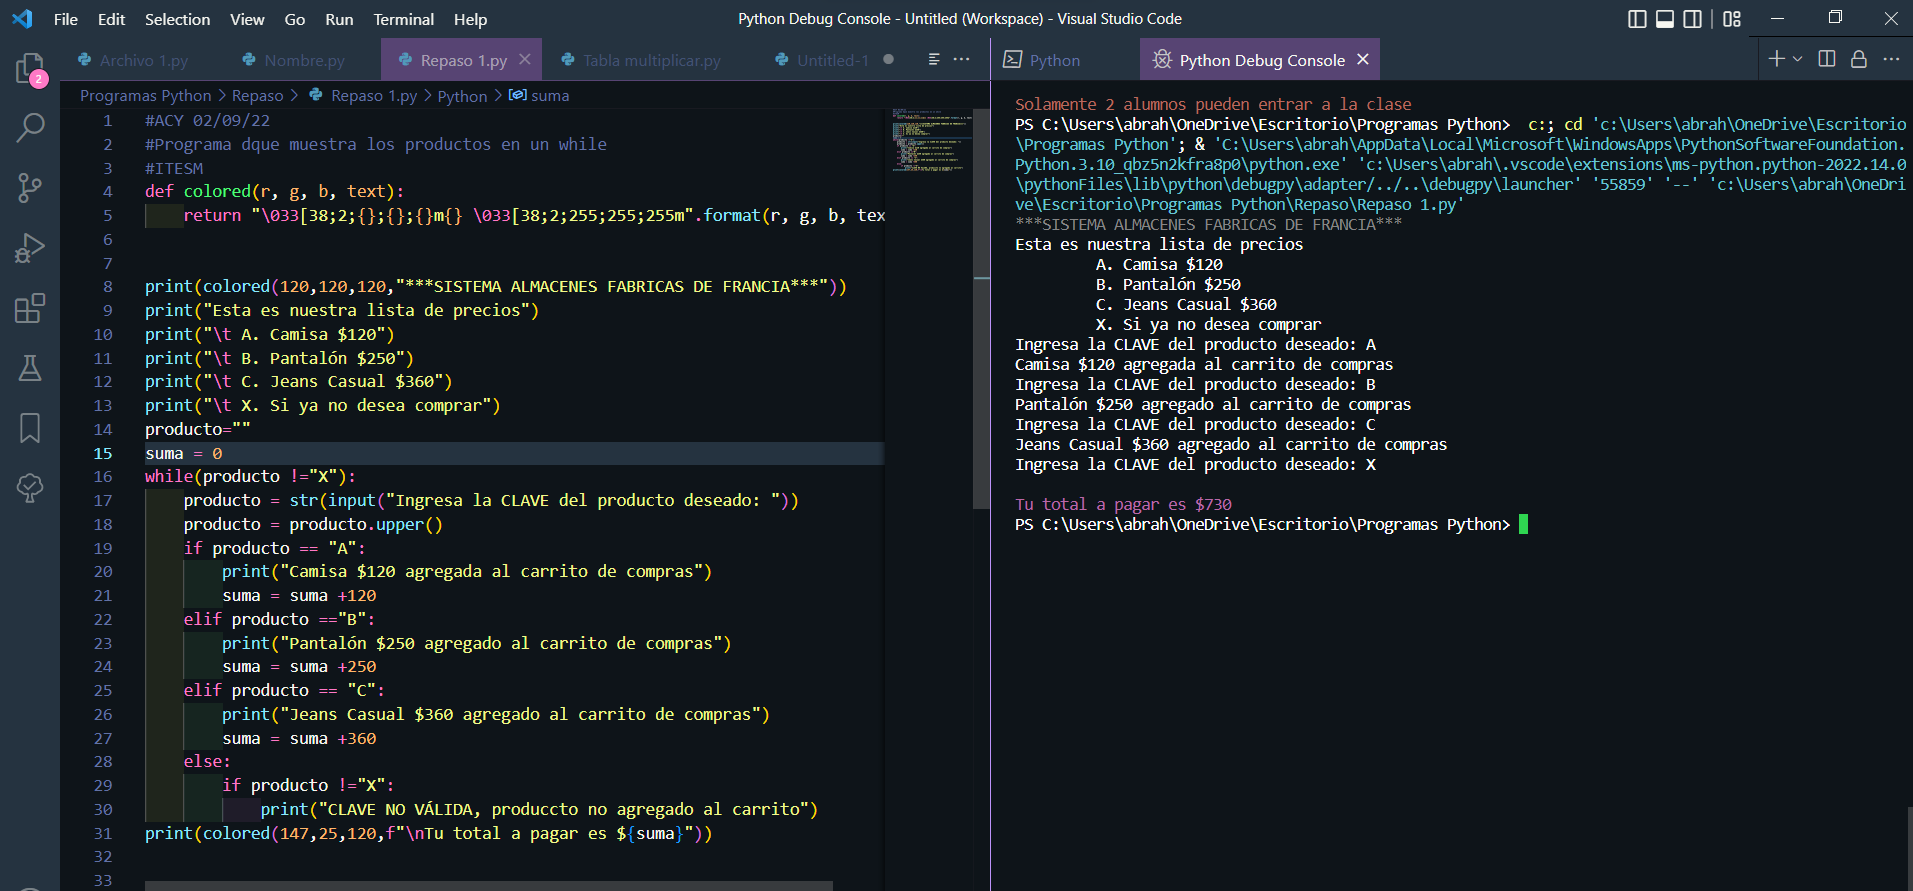 File Edit Selection View Go Run Terminal Help
Python Debug Console - Untitled (Workspace) - Visual Studio Code
2
Archivo 1.py Nombre.py Repaso 1.py Tabla multiplicar.py Untitled-1
Programas Python > Repaso > Repaso 1.py > Python > suma
1 #ACY 02/09/22
2 #Programa dque muestra los productos en un while
3 #ITESM
4 def colored(r, g, b, text):
5 return "\033[38;2;{};{};{}m{} \033[38;2;255;255;255m".format(r, g, b, tex
6
7
8 print(colored(120,120,120,"***SISTEMA ALMACENES FABRICAS DE FRANCIA***"))
9 print("Esta es nuestra lista de precios")
10 print("\t A. Camisa $120")
11 print("\t B. Pantalón $250")
12 print("\t C. Jeans Casual $360")
13 print("\t X. Si ya no desea comprar")
14 producto=""
15 suma = 0
16 while(producto !="X"):
17 producto = str(input("Ingresa la CLAVE del producto deseado: "))
18 producto = producto.upper()
19 if producto == "A":
20 print("Camisa $120 agregada al carrito de compras")
21 suma = suma +120
22 elif producto =="B":
23 print("Pantalón $250 agregado al carrito de compras")
24 suma = suma +250
25 elif producto == "C":
26 print("Jeans Casual $360 agregado al carrito de compras")
27 suma = suma +360
28 else:
29 if producto !="X":
30 print("CLAVE NO VÁLIDA, produccto no agregado al carrito")
31 print(colored(147,25,120,f"\nTu total a pagar es ${suma}"))
32
33
Python Python Debug Console
Solamente 2 alumnos pueden entrar a la clase
PS C:\Users\abrah\OneDrive\Escritorio\Programas Python> c:; cd 'c:\Users\abrah\OneDrive\Escritorio
\Programas Python'; & 'C:\Users\abrah\AppData\Local\Microsoft\WindowsApps\PythonSoftwareFoundation.
Python.3.10_qbz5n2kfra8p0\python.exe' 'c:\Users\abrah\.vscode\extensions\ms-python.python-2022.14.0
\pythonFiles\lib\python\debugpy\adapter/../..\debugpy\launcher' '55859' '--' 'c:\Users\abrah\OneDri
ve\Escritorio\Programas Python\Repaso\Repaso 1.py'
***SISTEMA ALMACENES FABRICAS DE FRANCIA***
Esta es nuestra lista de precios
A. Camisa $120
B. Pantalón $250
C. Jeans Casual $360
X. Si ya no desea comprar
Ingresa la CLAVE del producto deseado: A
Camisa $120 agregada al carrito de compras
Ingresa la CLAVE del producto deseado: B
Pantalón $250 agregado al carrito de compras
Ingresa la CLAVE del producto deseado: C
Jeans Casual $360 agregado al carrito de compras
Ingresa la CLAVE del producto deseado: X
Tu total a pagar es $730
PS C:\Users\abrah\OneDrive\Escritorio\Programas Python>